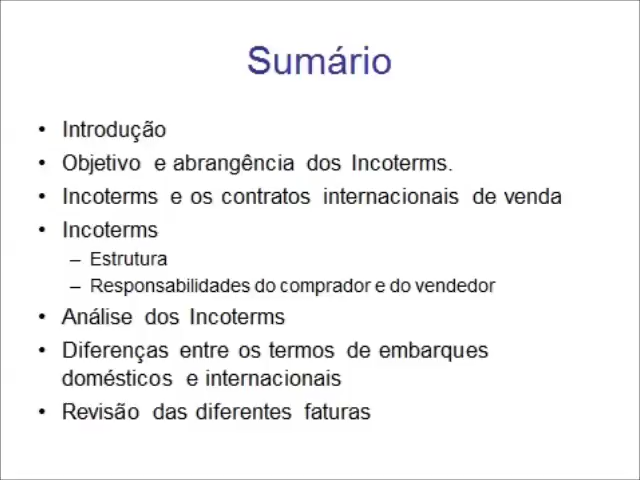 Sumário
• Introdução
• Objetivo e abrangência dos Incoterms.
• Incoterms e os contratos internacionais de venda
• Incoterms
– Estrutura
– Responsabilidades do comprador e do vendedor
• Análise dos Incoterms
• Diferenças entre os termos de embarques
domésticos e internacionais
• Revisão das diferentes faturas